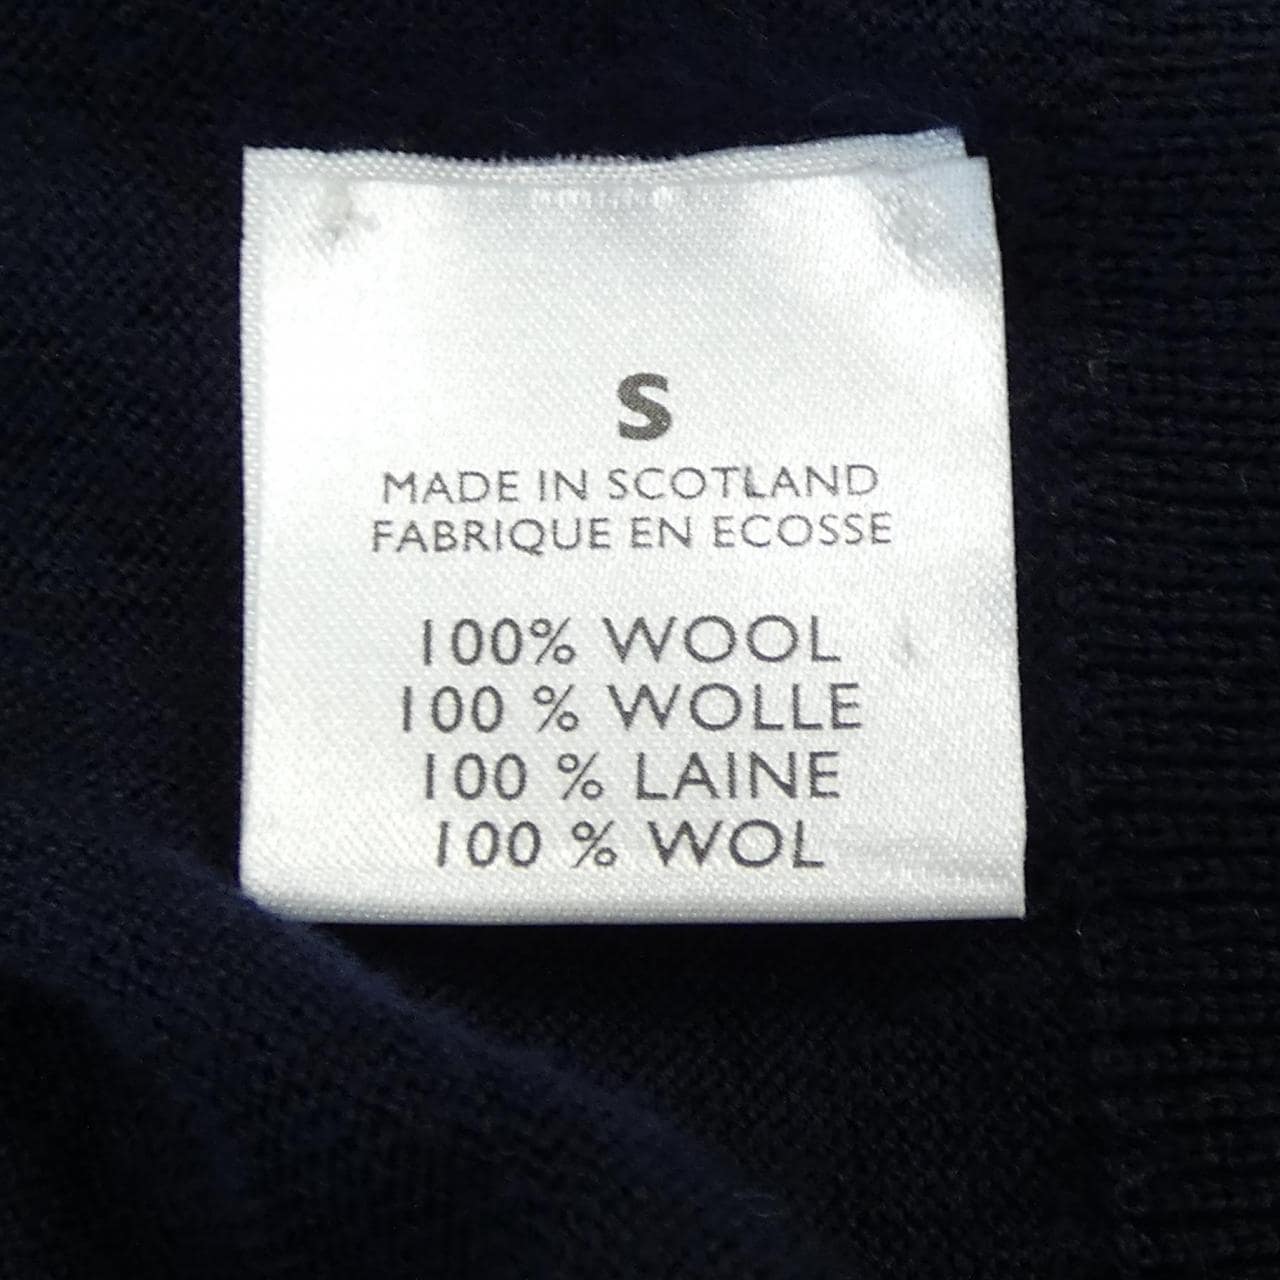 S
MADE IN SCOTLAND
FABRIQUE EN ECOSSE
100% WOOL
100 % WOLLE
100 % LAINE
100 % WOL